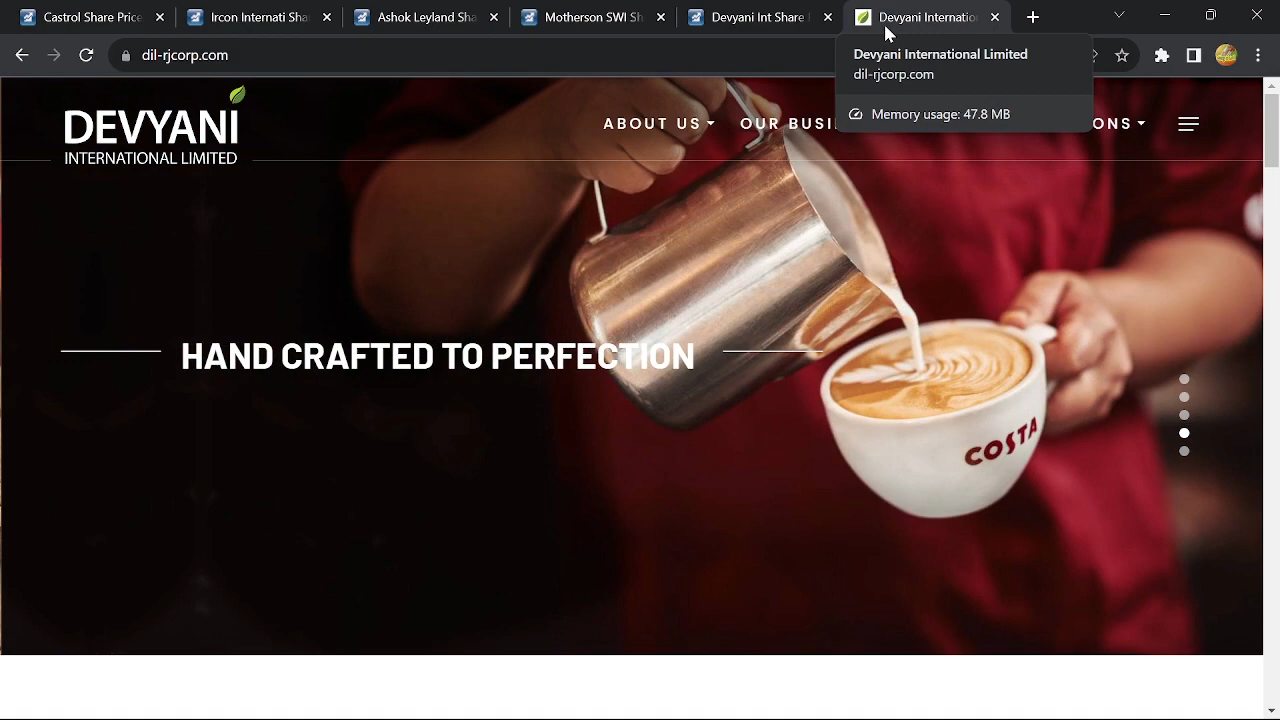 Castrol Share Price
Ircon Internati Sha
Ashok Leyland Sha
Motherson SWI Sh
Devyani Int Share
Devyani Internatio
dil-rjcorp.com
Devyani International Limited
dil-rjcorp.com
Memory usage: 47.8 MB
DEVYANI
INTERNATIONAL LIMITED
ABOUT US
OUR BUSI
ONS
HAND CRAFTED TO PERFECTION
COSTA